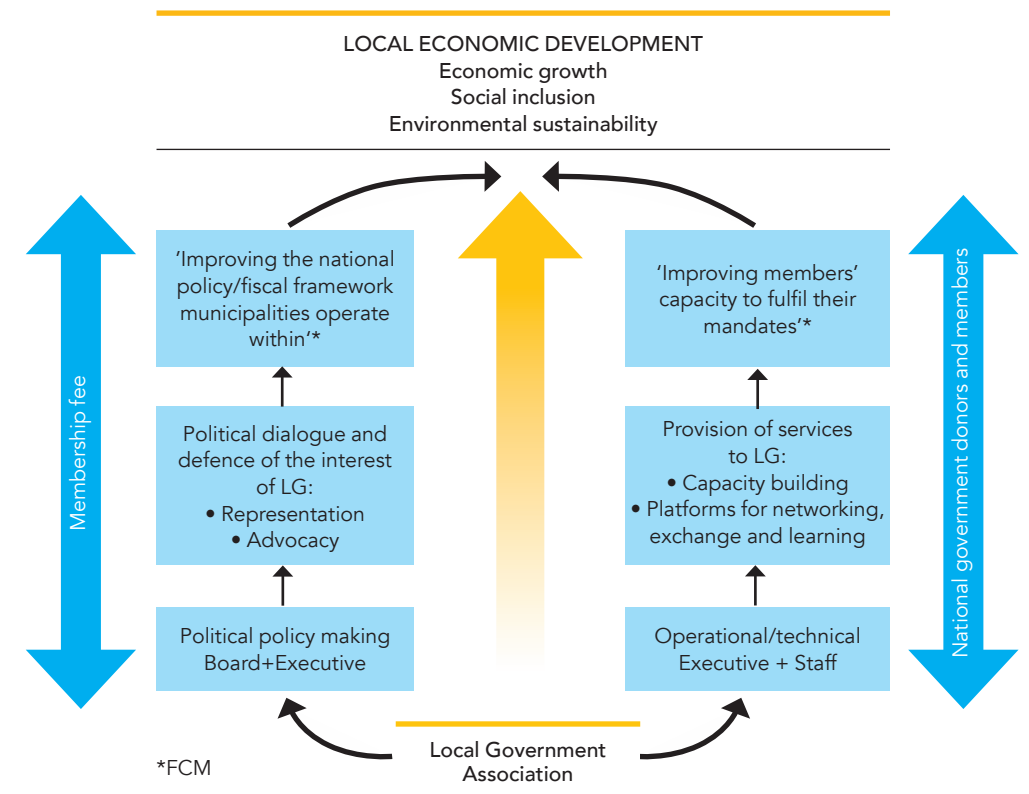 LOCAL ECONOMIC DEVELOPMENT
Economic growth
Social inclusion
Environmental sustainability
Membership fee
’Improving the national
policy/fiscal framework
municipalities operate
within’*
Political dialogue and
defence of the interest
of LG:
• Representation
• Advocacy
Political policy making
Board+Executive
‘Improving members’
capacity to fulfil their
mandates’*
Provision of services
to LG:
• Capacity building
• Platforms for networking,
exchange and learning
Operational/technical
Executive + Staff
National government donors and members
Local Government
Association
*FCM